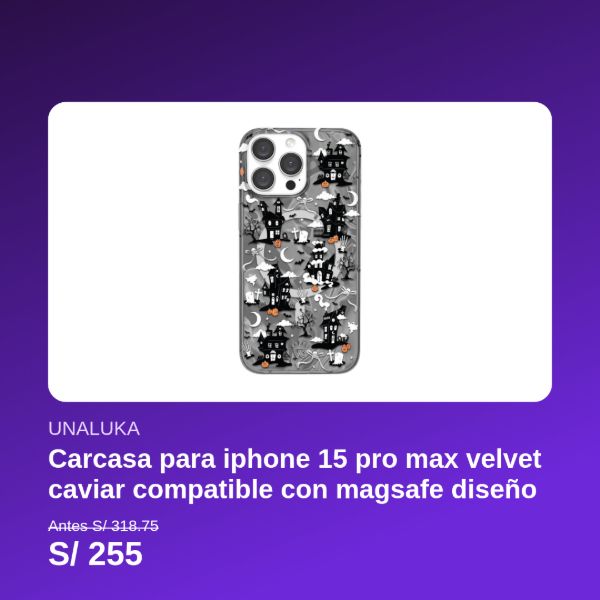 UNALUKA
Carcasa para iphone 15 pro max velvet
caviar compatible con magsafe diseño
Antes S/ 318.75
S/ 255